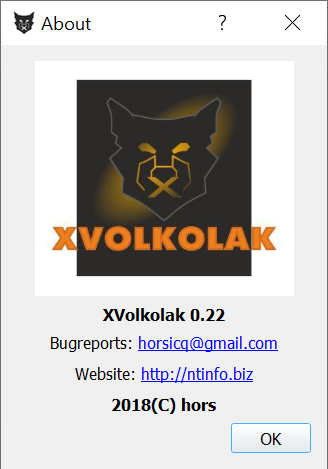 About
XVOLKOLAK
XVolkolak 0.22
Bugreports: horsicq@gmail.com
Website: http://ntinfo.biz
2018(C) hors
OK